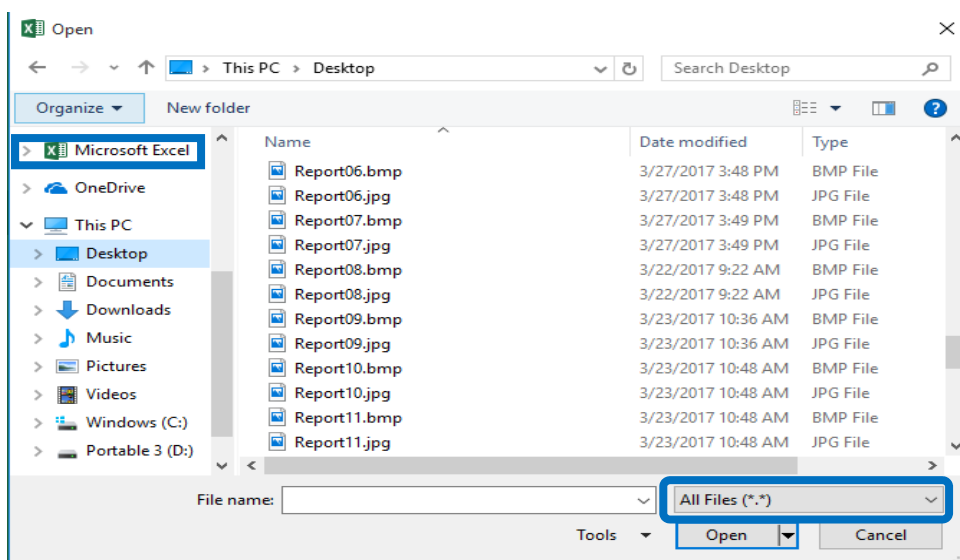 Open
This PC > Desktop
Search Desktop
Organize
New folder
?
Microsoft Excel
OneDrive
This PC
Desktop
Documents
Downloads
Music
Pictures
Videos
Windows (C:)
Portable 3 (D:)
Name Date modified Type
Report06.bmp 3/27/2017 3:48 PM BMP File
Report06.jpg 3/27/2017 3:48 PM JPG File
Report07.bmp 3/27/2017 3:49 PM BMP File
Report07.jpg 3/27/2017 3:49 PM JPG File
Report08.bmp 3/22/2017 9:22 AM BMP File
Report08.jpg 3/22/2017 9:22 AM JPG File
Report09.bmp 3/23/2017 10:36 AM BMP File
Report09.jpg 3/23/2017 10:36 AM JPG File
Report10.bmp 3/23/2017 10:48 AM BMP File
Report10.jpg 3/23/2017 10:48 AM JPG File
Report11.bmp 3/23/2017 10:48 AM BMP File
Report11.jpg 3/23/2017 10:48 AM JPG File
File name:
All Files (*.*)
Tools
Open
Cancel